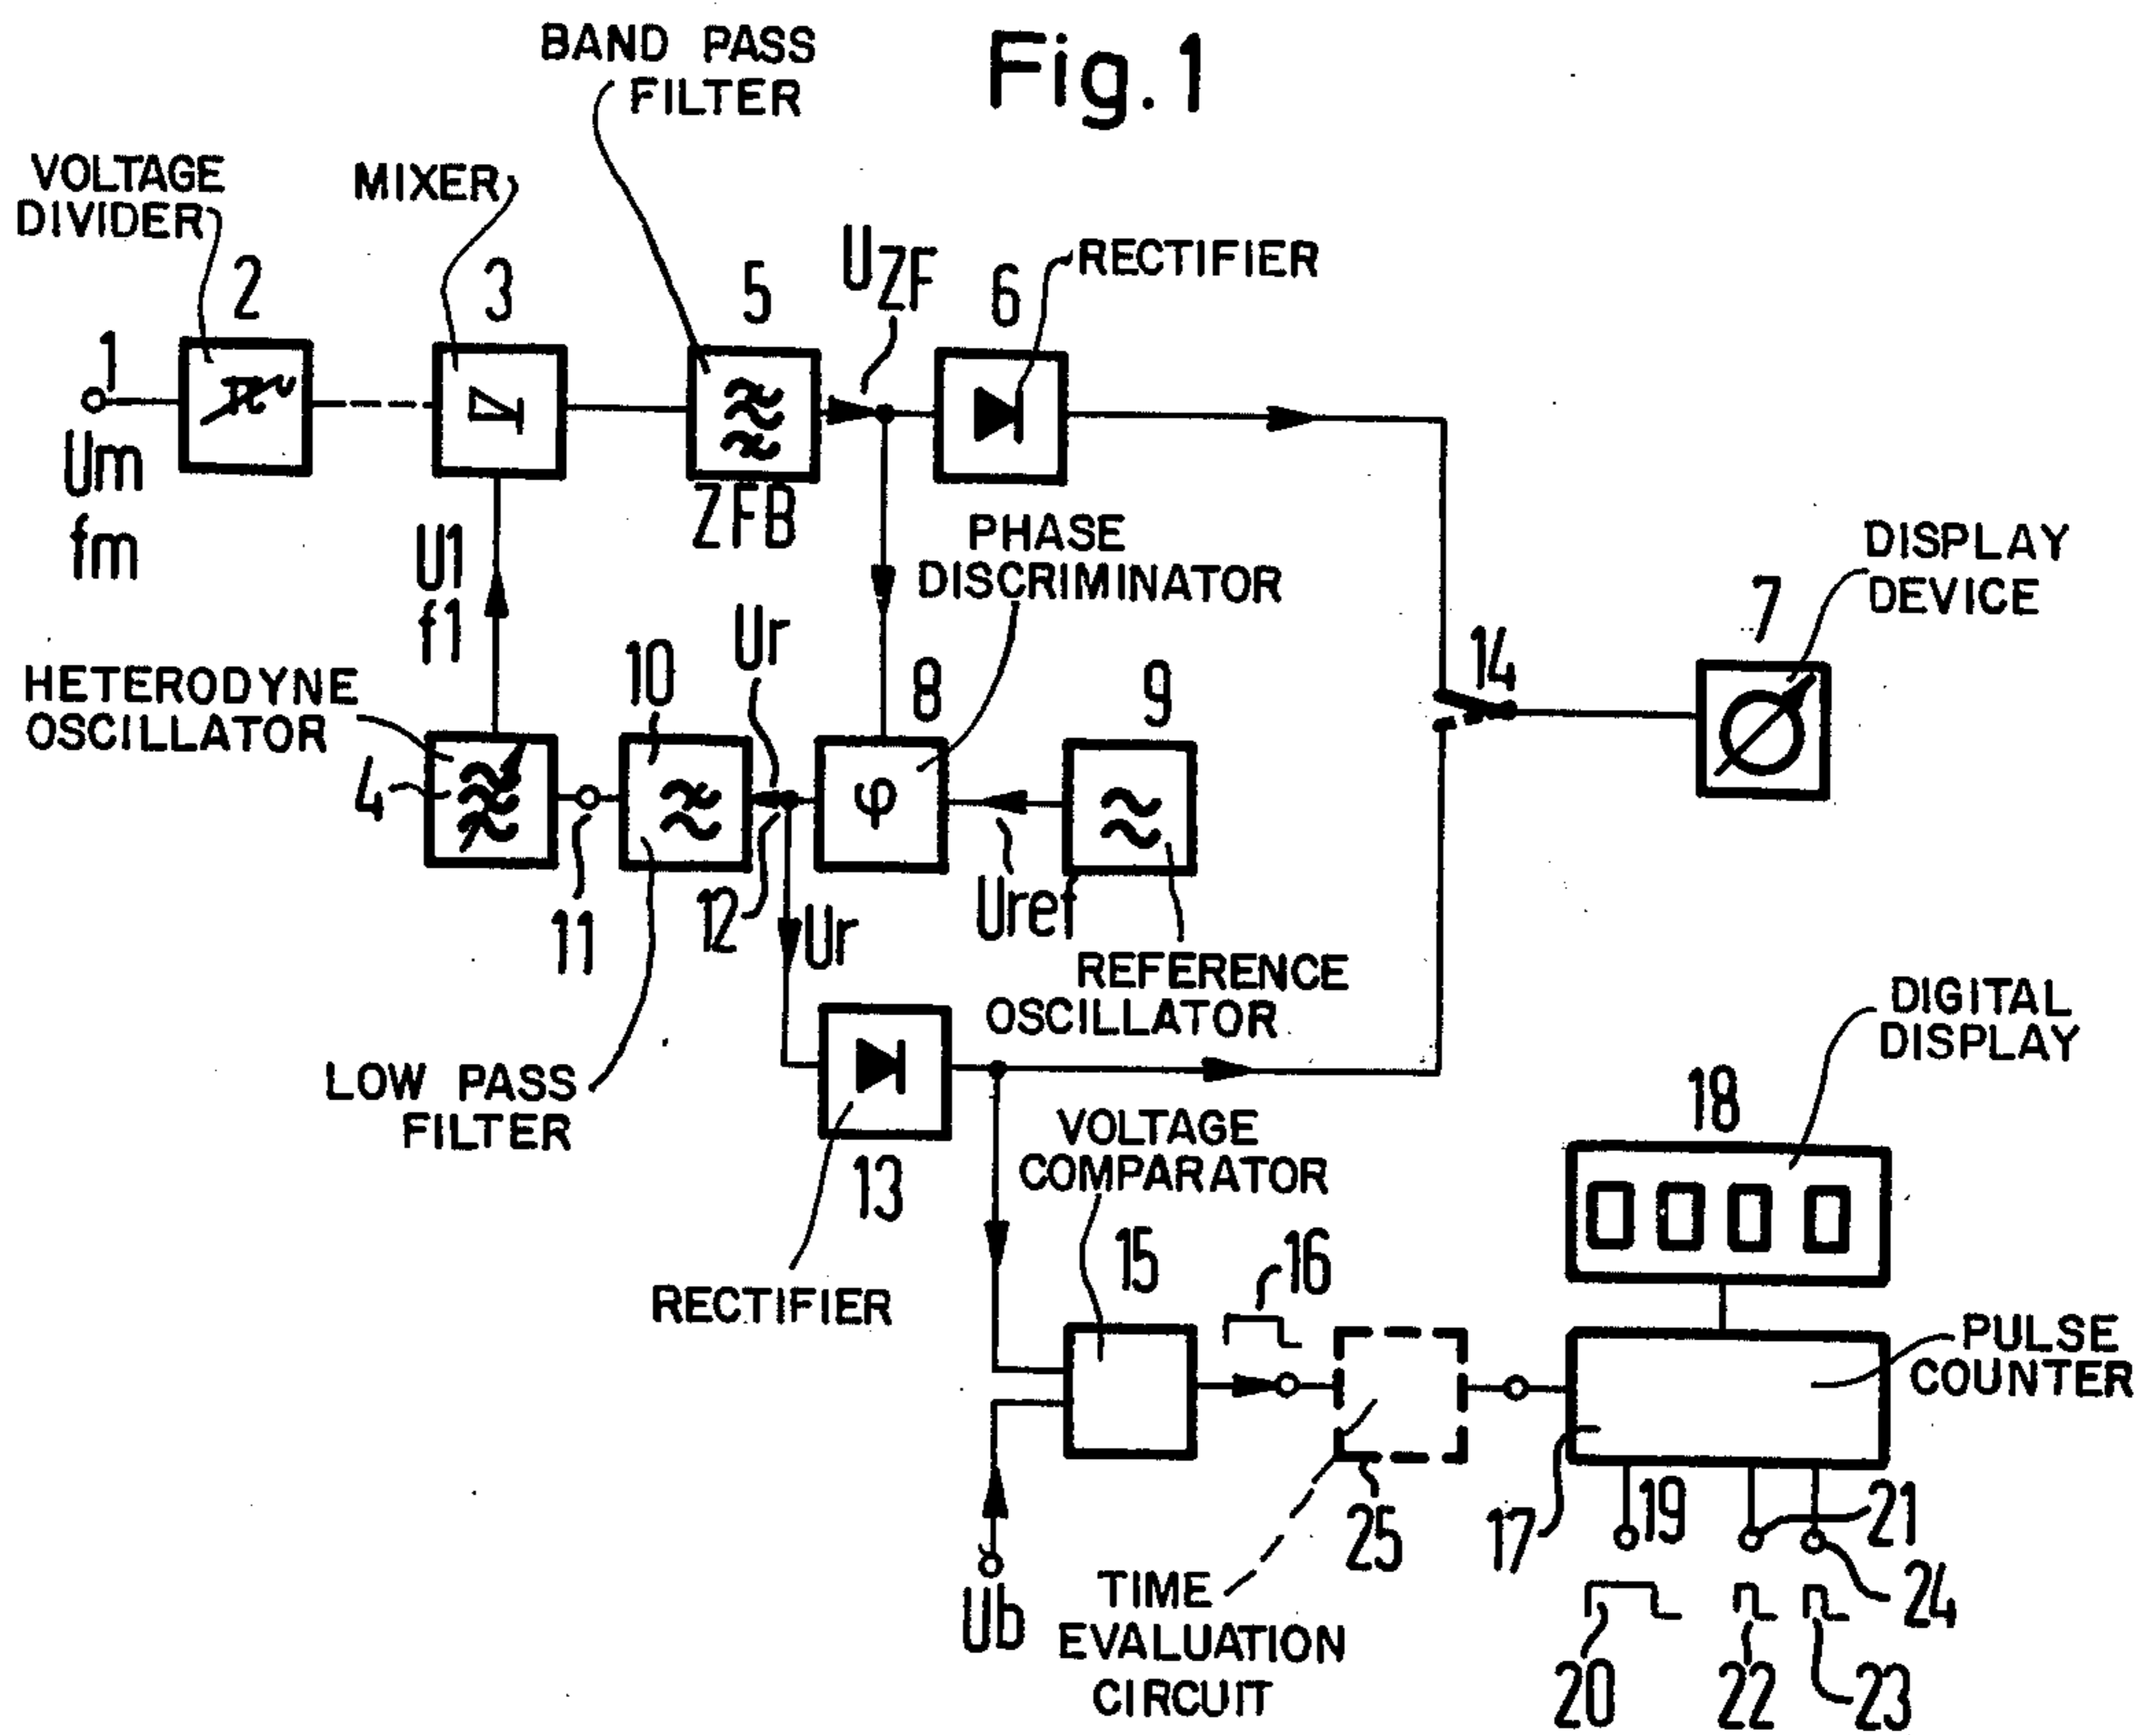 Fig. 1
BAND PASS
FILTER
VOLTAGE
DIVIDER
MIXER
2
3
5
UZF
6
RECTIFIER
1
Um
fm
ZFB
U1
f1
PHASE
DISCRIMINATOR
DISPLAY
DEVICE
7
HETERODYNE
OSCILLATOR
10
Ur
8
9
14
4
φ
11
12
Ur
Uref
REFERENCE
OSCILLATOR
LOW PASS
FILTER
13
RECTIFIER
DIGITAL
DISPLAY
18
0000
VOLTAGE
COMPARATOR
15
16
PULSE
COUNTER
Ub
TIME
EVALUATION
CIRCUIT
25
17
19
21
24
20
22
23